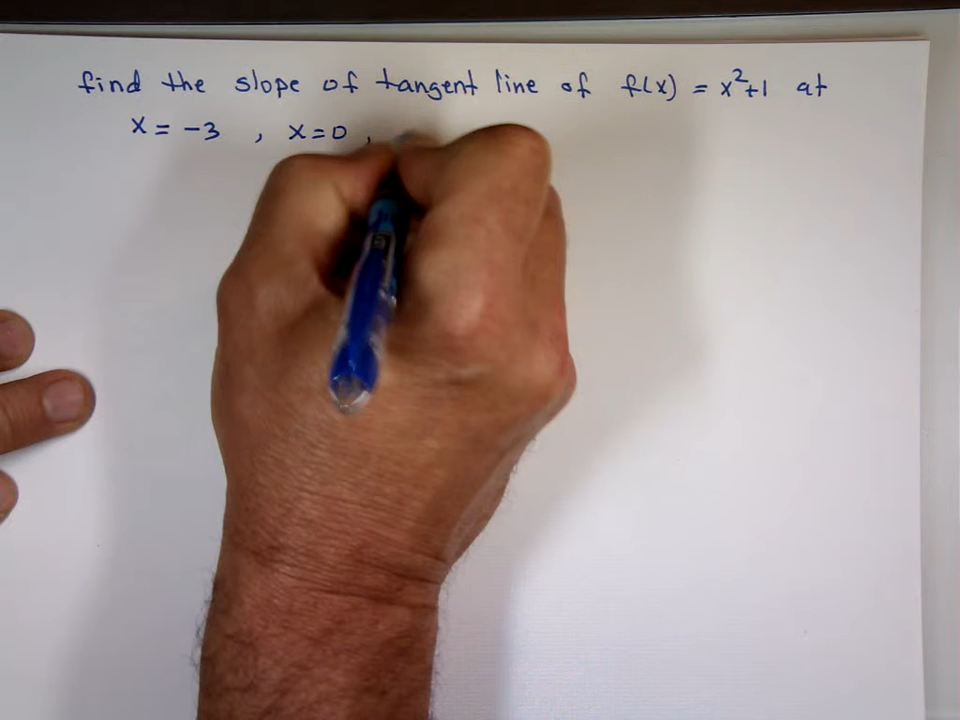 find the slope of tangent line of f(x) = x²+1 at
x = -3 , x=0 ,